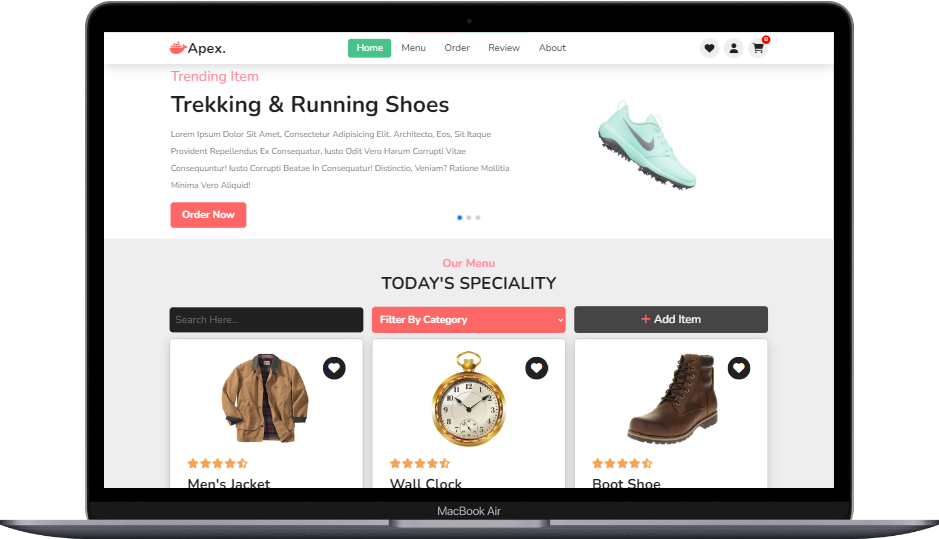 Apex.
Home Menu Order Review About
0
Trending Item
Trekking & Running Shoes
Lorem Ipsum Dolor Sit Amet, Consectetur Adipisicing Elit. Architecto, Eos, Sit Itaque
Provident Repellendus Ex Consequatur, Iusto Odit Vero Harum Corrupti Vitae
Consequuntur! Iusto Corrupti Beatae In Consequatur! Distinctio, Veniam? Ratione Mollitia
Minima Vero Aliquid!
Order Now
Our Menu
TODAY'S SPECIALITY
Search Here...
Filter By Category
+ Add Item
12
Men's Jacket
Wall Clock
Boot Shoe
MacBook Air